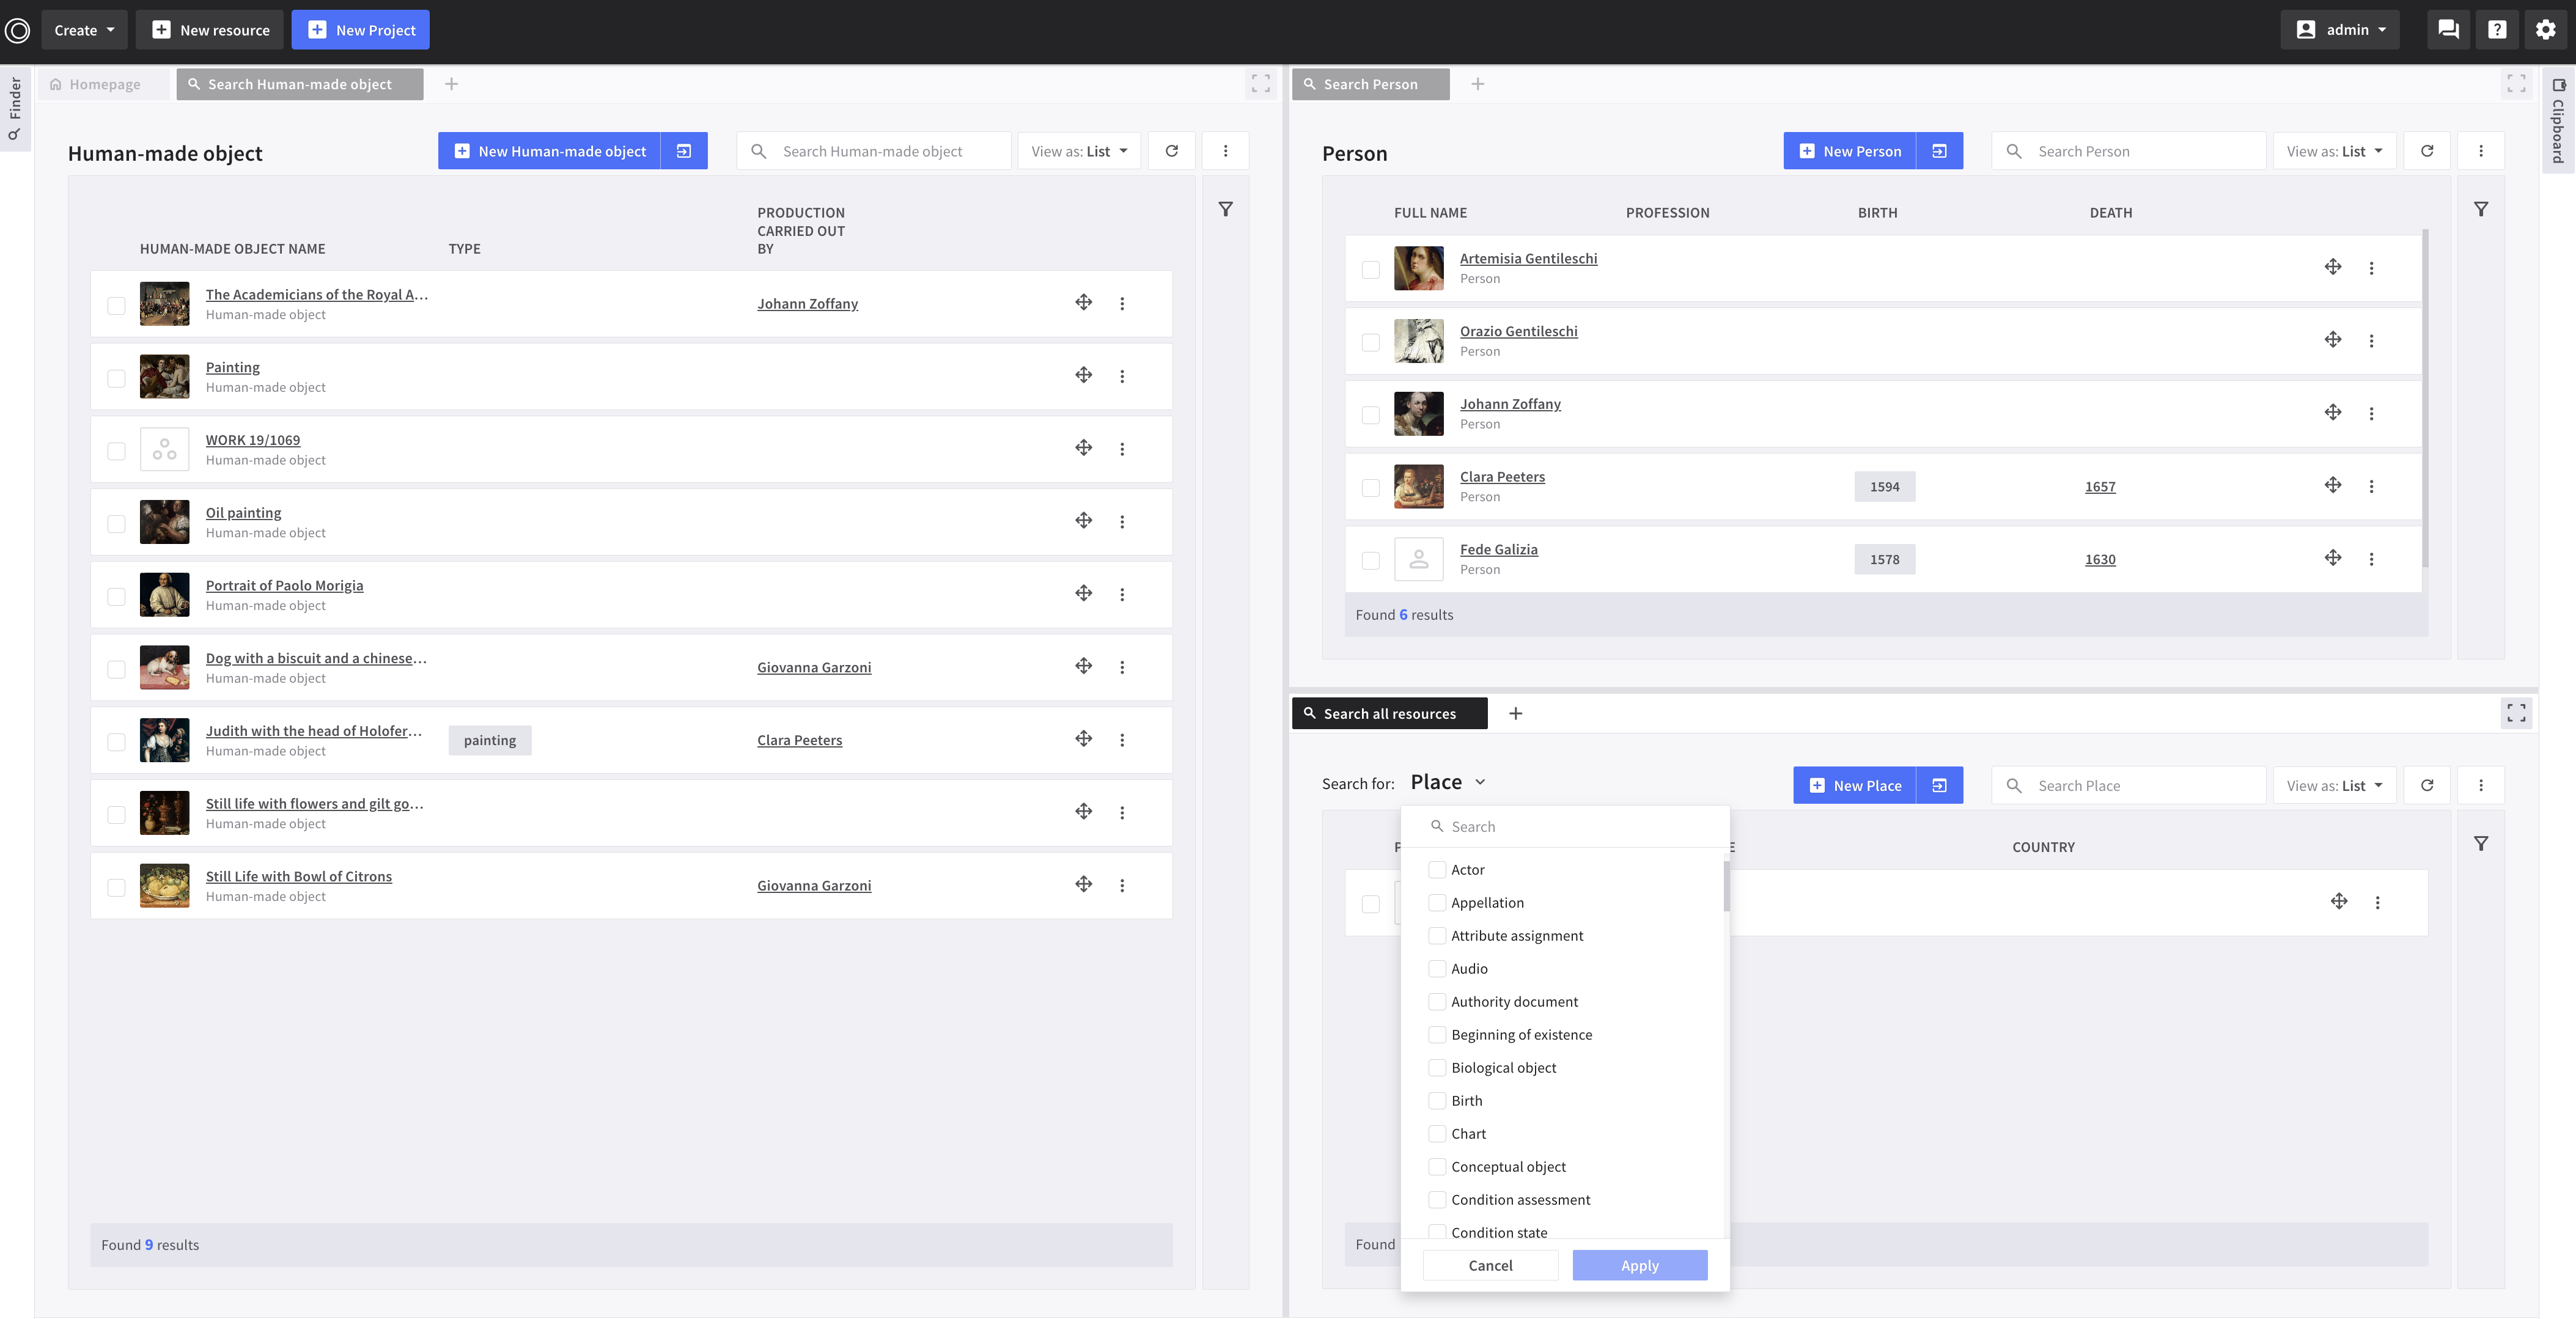 Create
New resource
New Project
admin
Finder
Homepage
Search Human-made object
Human-made object
New Human-made object
Search Human-made object
View as: List
HUMAN-MADE OBJECT NAME
TYPE
PRODUCTION
CARRIED OUT
BY
The Academicians of the Royal A...
Human-made object
Johann Zoffany
Painting
Human-made object
WORK 19/1069
Human-made object
Oil painting
Human-made object
Portrait of Paolo Morigia
Human-made object
Dog with a biscuit and a chinese...
Human-made object
Giovanna Garzoni
Judith with the head of Holofer...
Human-made object
painting
Clara Peeters
Still life with flowers and gilt go...
Human-made object
Still Life with Bowl of Citrons
Human-made object
Giovanna Garzoni
Found 9 results
Search Person
Clipboard
Person
New Person
Search Person
View as: List
FULL NAME
PROFESSION
BIRTH
DEATH
Artemisia Gentileschi
Person
Orazio Gentileschi
Person
Johann Zoffany
Person
Clara Peeters
Person
1594
1657
Fede Galizia
Person
1578
1630
Found 6 results
Search all resources
Search for: Place
New Place
Search Place
View as: List
COUNTRY
Search
Actor
Appellation
Attribute assignment
Audio
Authority document
Beginning of existence
Biological object
Birth
Chart
Conceptual object
Condition assessment
Condition state
Found
Cancel
Apply